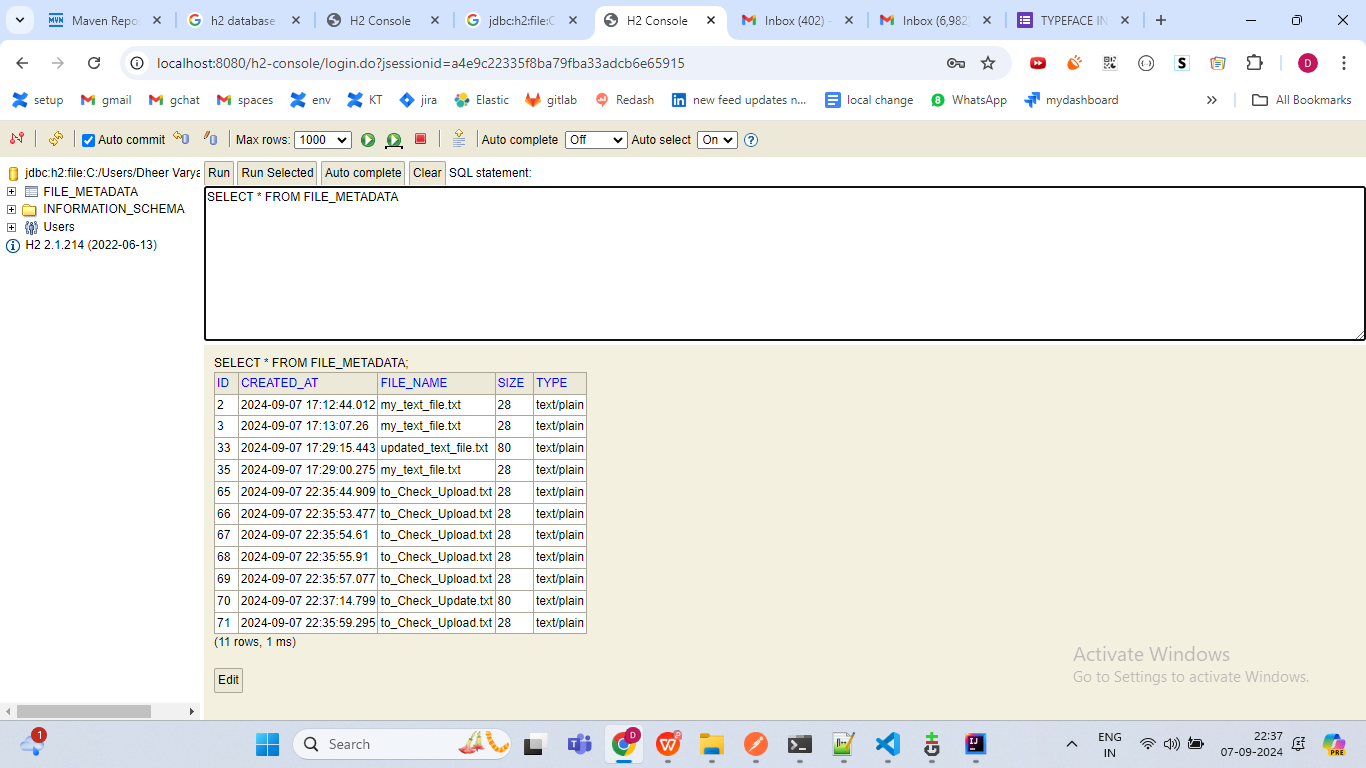 Maven Repo
h2 database
H2 Console
jdbc:h2:file:C
H2 Console
Inbox (402) -
Inbox (6,982
TYPEFACE IN
localhost:8080/h2-console/login.do?jsessionid=a4e9c22335f8ba79fba33adcb6e65915
D
setup gmail gchat spaces env KT jira Elastic gitlab Redash new feed updates n... local change 8 WhatsApp mydashboard » All Bookmarks
Auto commit Max rows: 1000 Auto complete Off Auto select On ?
jdbc:h2:file:C:/Users/Dheer Varya
Run Run Selected Auto complete Clear SQL statement:
FILE_METADATA
INFORMATION_SCHEMA
Users
H2 2.1.214 (2022-06-13)
SELECT * FROM FILE_METADATA
SELECT * FROM FILE_METADATA;
ID CREATED_AT FILE_NAME SIZE TYPE
2 2024-09-07 17:12:44.012 my_text_file.txt 28 text/plain
3 2024-09-07 17:13:07.26 my_text_file.txt 28 text/plain
33 2024-09-07 17:29:15.443 updated_text_file.txt 80 text/plain
35 2024-09-07 17:29:00.275 my_text_file.txt 28 text/plain
65 2024-09-07 22:35:44.909 to_Check_Upload.txt 28 text/plain
66 2024-09-07 22:35:53.477 to_Check_Upload.txt 28 text/plain
67 2024-09-07 22:35:54.61 to_Check_Upload.txt 28 text/plain
68 2024-09-07 22:35:55.91 to_Check_Upload.txt 28 text/plain
69 2024-09-07 22:35:57.077 to_Check_Upload.txt 28 text/plain
70 2024-09-07 22:37:14.799 to_Check_Update.txt 80 text/plain
71 2024-09-07 22:35:59.295 to_Check_Upload.txt 28 text/plain
(11 rows, 1 ms)
Edit
Activate Windows
Go to Settings to activate Windows.
1
Search
D
ENG
IN
22:37
07-09-2024
PRE